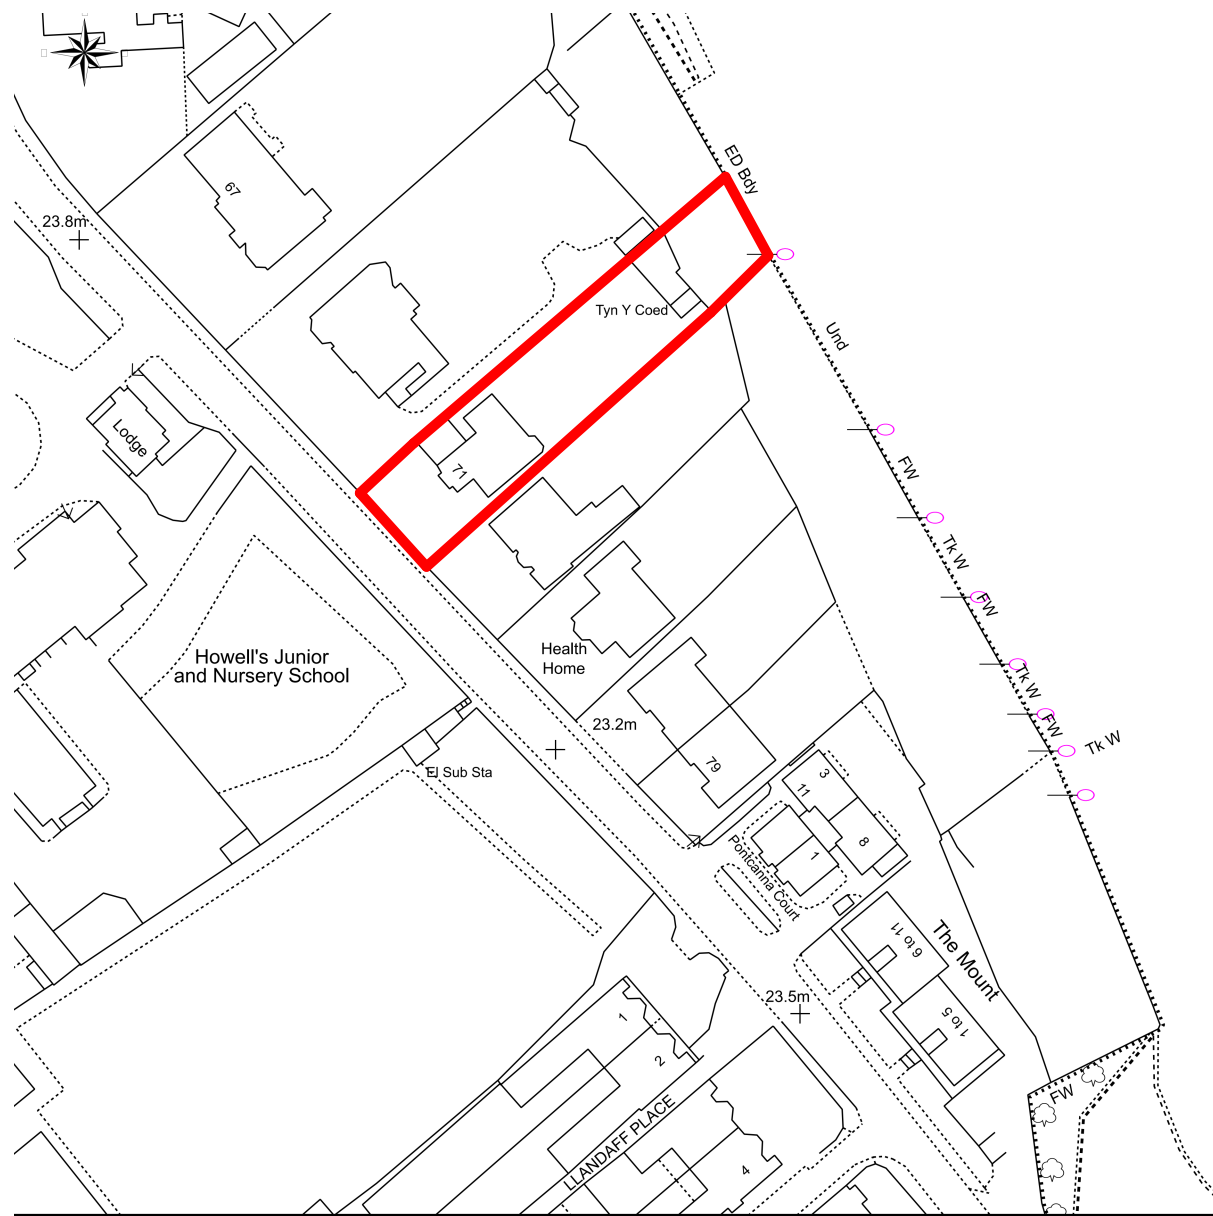 ED Bdy
67
23.8m
Tyn Y Coed
Und
Lodge
71
FW
Tk W
FW
Howell's Junior
and Nursery School
Health
Home
Tk W
23.2m
FW
Tk W
79
El Sub Sta
3
11
8
1
Pontcanna Court
The Mount
6 to 11
23.5m
1 to 5
1
2
FW
LLANDAFF PLACE
4